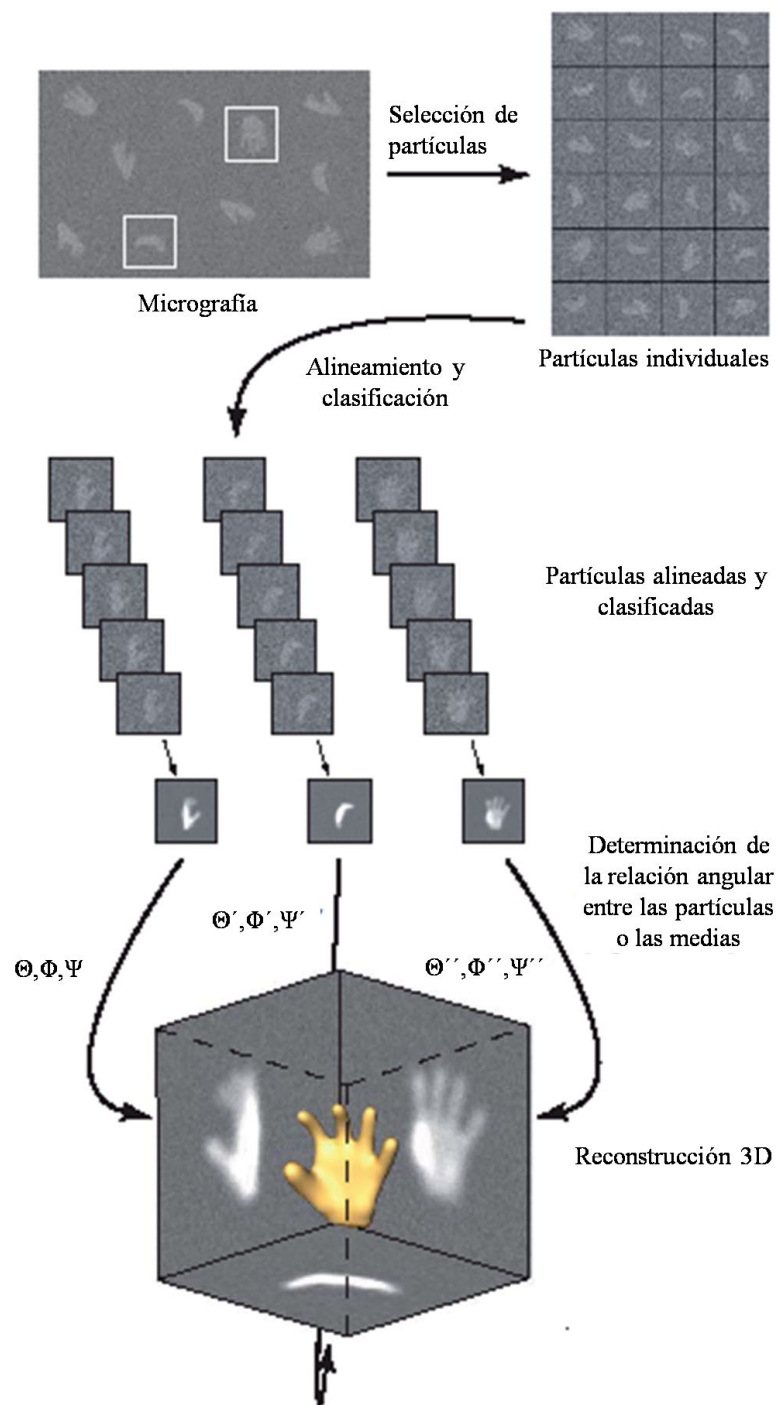 Selección de
partículas
Micrografía
Partículas individuales
Alineamiento y
clasificación
Partículas alineadas y
clasificadas
Determinación de
la relación angular
entre las partículas
o las medias
Θ´,Φ´,Ψ´
Θ,Φ,Ψ
Θ´´,Φ´´,Ψ´´
Reconstrucción 3D